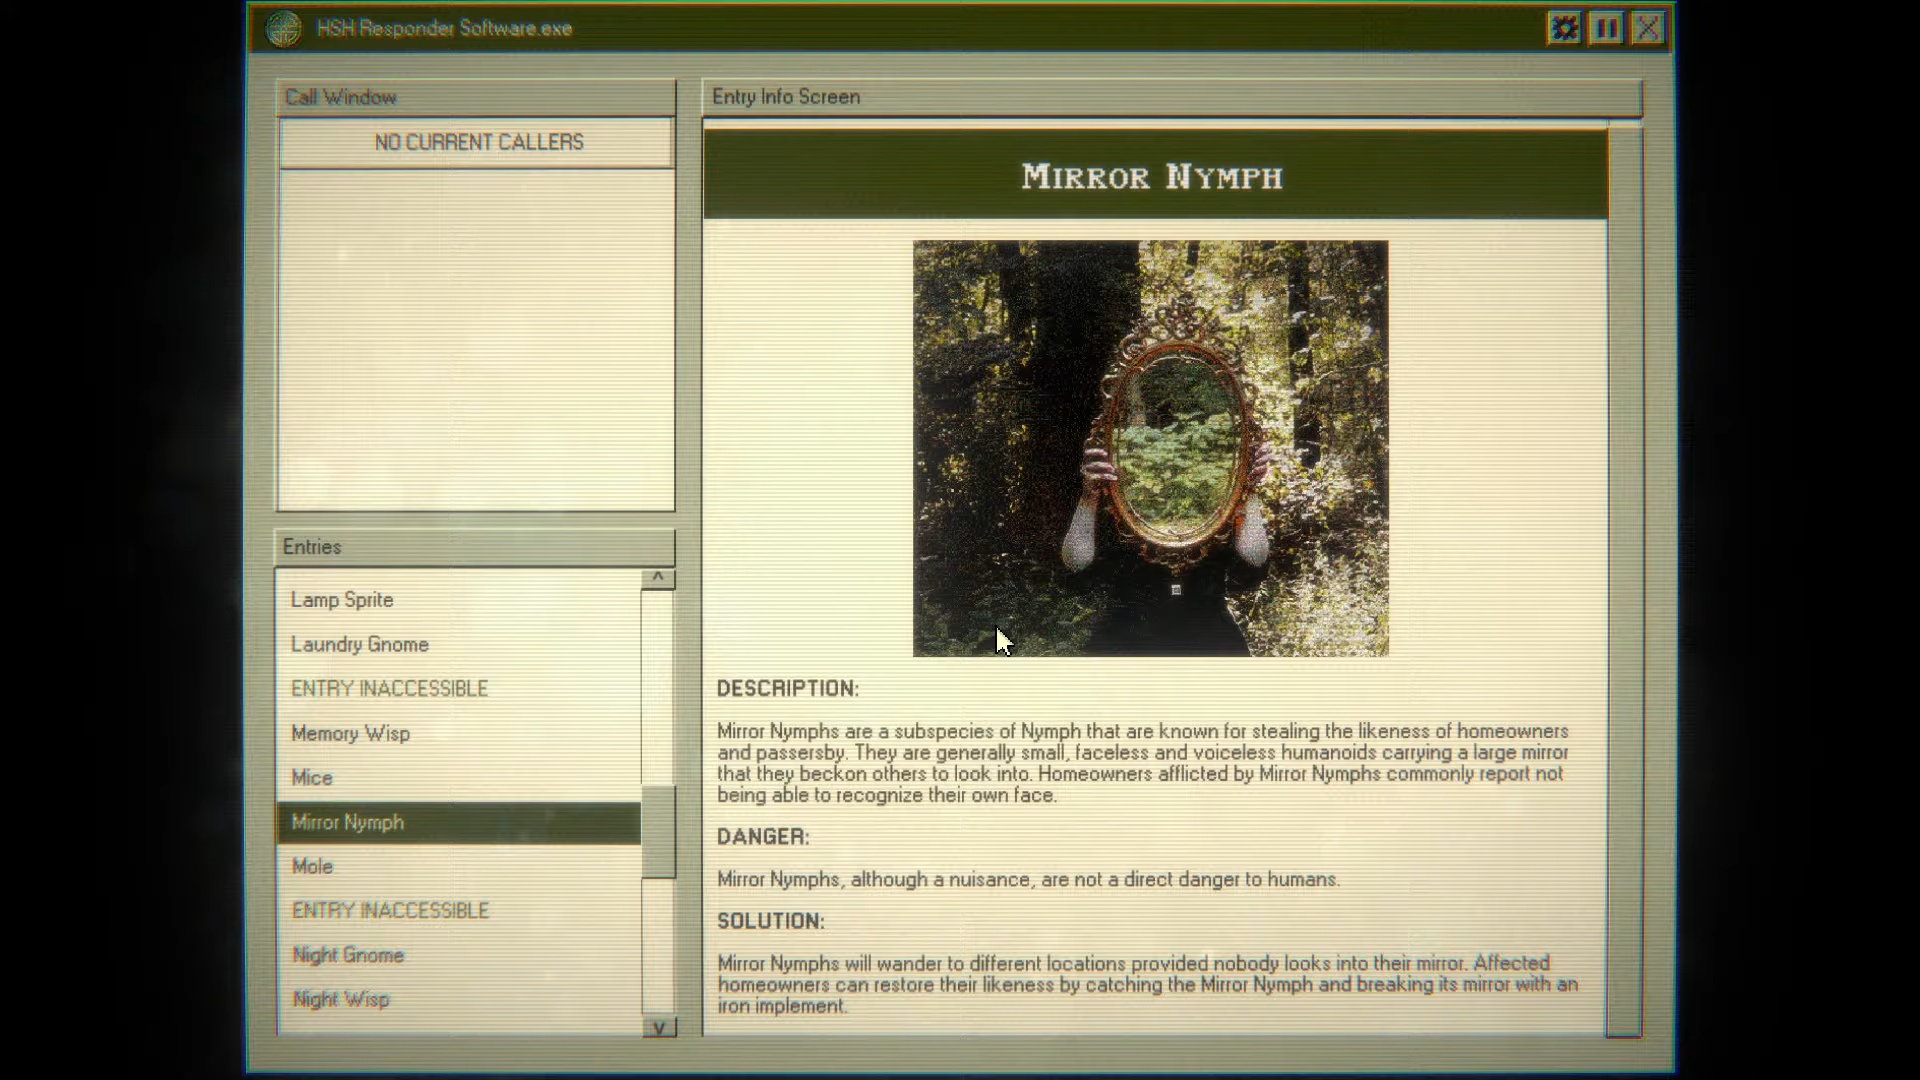 HSH Responder Software.exe
Call Window
NO CURRENT CALLERS
Entries
Lamp Sprite
Laundry Gnome
ENTRY INACCESSIBLE
Memory Wisp
Mice
Mirror Nymph
Mole
ENTRY INACCESSIBLE
Night Gnome
Night Wisp
Entry Info Screen
MIRROR NYMPH
DESCRIPTION:
Mirror Nymphs are a subspecies of Nymph that are known for stealing the likeness of homeowners
and passersby. They are generally small, faceless and voiceless humanoids carrying a large mirror
that they beckon others to look into. Homeowners afflicted by Mirror Nymphs commonly report not
being able to recognize their own face.
DANGER:
Mirror Nymphs, although a nuisance, are not a direct danger to humans.
SOLUTION:
Mirror Nymphs will wander to different locations provided nobody looks into their mirror. Affected
homeowners can restore their likeness by catching the Mirror Nymph and breaking its mirror with an
iron implement.